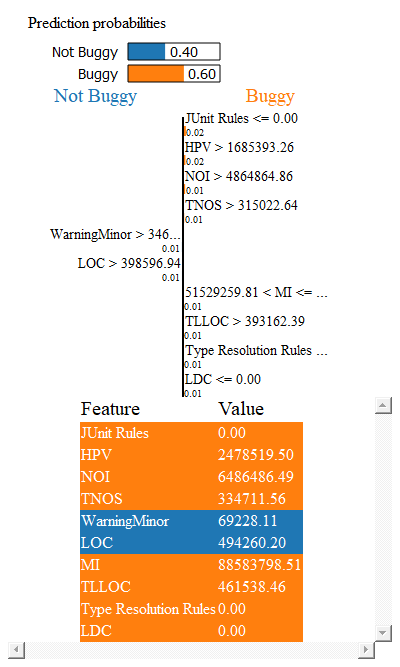 Prediction probabilities
Not Buggy 0.40
Buggy 0.60
Not Buggy Buggy
JUnit Rules <= 0.00
0.02
HPV > 1685393.26
0.02
NOI > 4864864.86
0.01
TNOS > 315022.64
0.01
WarningMinor > 346...
0.01
LOC > 398596.94
0.01
51529259.81 < MI <= ...
0.01
TLLOC > 393162.39
0.01
Type Resolution Rules ...
0.01
LDC <= 0.00
0.01
Feature Value
JUnit Rules 0.00
HPV 2478519.50
NOI 6486486.49
TNOS 334711.56
WarningMinor 69228.11
LOC 494260.20
MI 88583798.51
TLLOC 461538.46
Type Resolution Rules 0.00
LDC 0.00